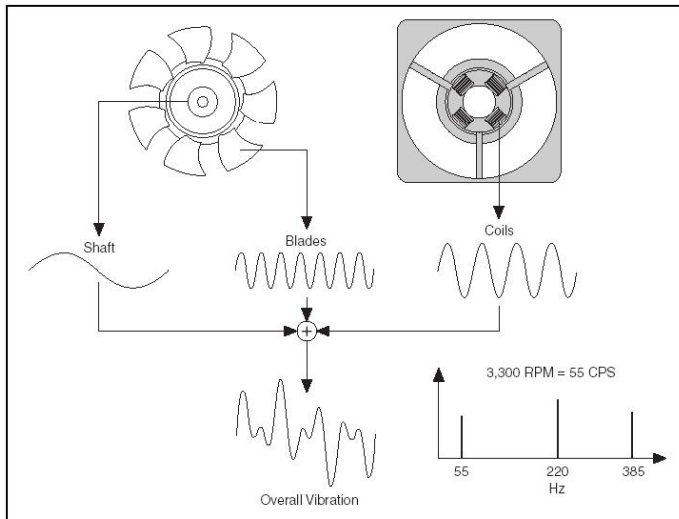 Shaft
Blades
Coils
+
3,300 RPM = 55 CPS
55
220
385
Hz
Overall Vibration